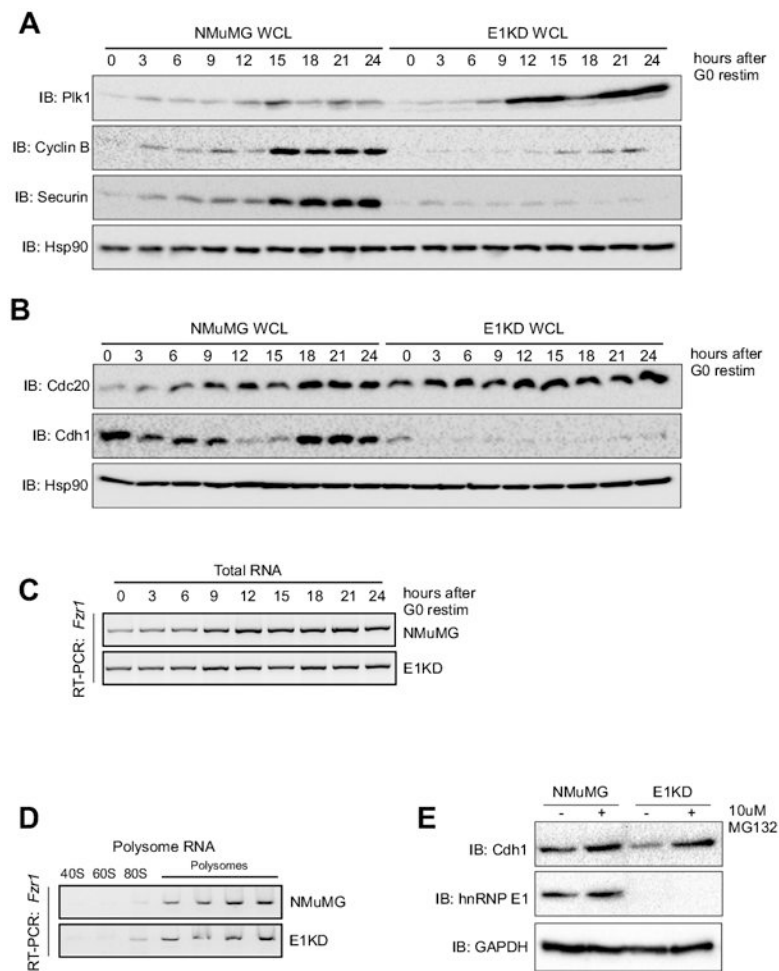 A
NMuMG WCL E1KD WCL
0 3 6 9 12 15 18 21 24 0 3 6 9 12 15 18 21 24 hours after
G0 restim
IB: Plk1
IB: Cyclin B
IB: Securin
IB: Hsp90
B
NMuMG WCL E1KD WCL
0 3 6 9 12 15 18 21 24 0 3 6 9 12 15 18 21 24 hours after
G0 restim
IB: Cdc20
IB: Cdh1
IB: Hsp90
C
Total RNA
0 3 6 9 12 15 18 21 24 hours after
G0 restim
RT-PCR: Fzr1
NMuMG
E1KD
D
Polysome RNA
40S 60S 80S Polysomes
RT-PCR: Fzr1
NMuMG
E1KD
E
NMuMG E1KD
- + - + 10uM
MG132
IB: Cdh1
IB: hnRNP E1
IB: GAPDH